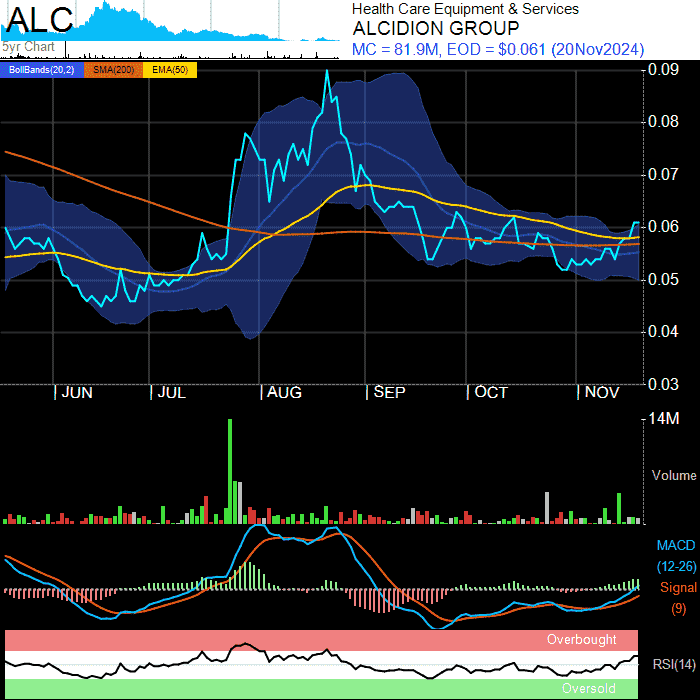 ALC
5yr Chart
Health Care Equipment & Services
ALCIDION GROUP
MC = 81.9M, EOD = $0.061 (20Nov2024)
BollBands(20,2) SMA(200) EMA(50)
0.09
0.08
0.07
0.06
0.05
0.04
0.03
JUN JUL AUG SEP OCT NOV
14M
Volume
MACD
(12-26)
Signal
(9)
Overbought
RSI(14)
Oversold